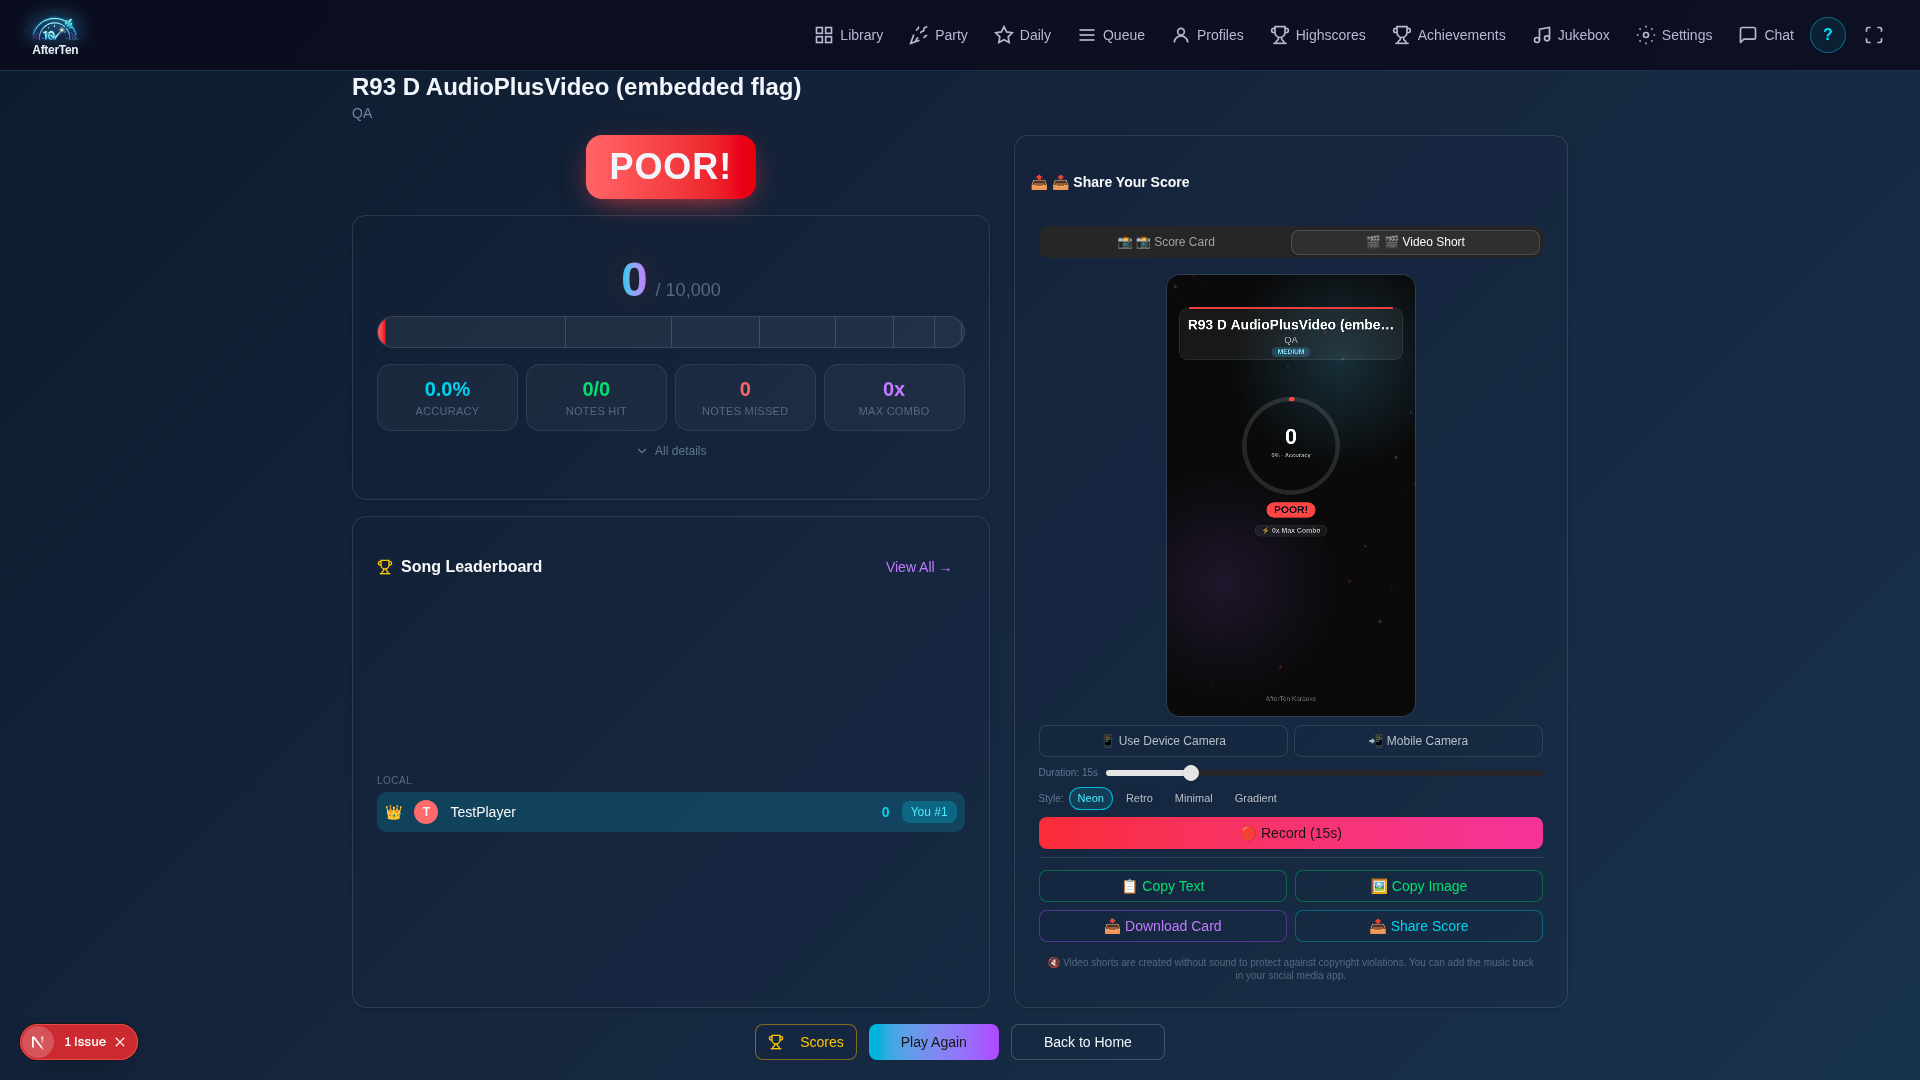 AfterTen
Library
Party
Daily
Queue
Profiles
Highscores
Achievements
Jukebox
Settings
Chat
?
R93 D AudioPlusVideo (embedded flag)
QA
POOR!
0 / 10,000
0.0%
ACCURACY
0/0
NOTES HIT
0
NOTES MISSED
0x
MAX COMBO
All details
Song Leaderboard
View All →
LOCAL
T
TestPlayer
0
You #1
Share Your Score
Score Card
Video Short
R93 D AudioPlusVideo (embe…
QA
MEDIUM
0
0% · Accuracy
POOR!
⚡ 0x Max Combo
AfterTen Karaoke
Use Device Camera
Mobile Camera
Duration: 15s
Style:
Neon
Retro
Minimal
Gradient
Record (15s)
Copy Text
Copy Image
Download Card
Share Score
Video shorts are created without sound to protect against copyright violations. You can add the music back
in your social media app.
N
1 Issue
Scores
Play Again
Back to Home